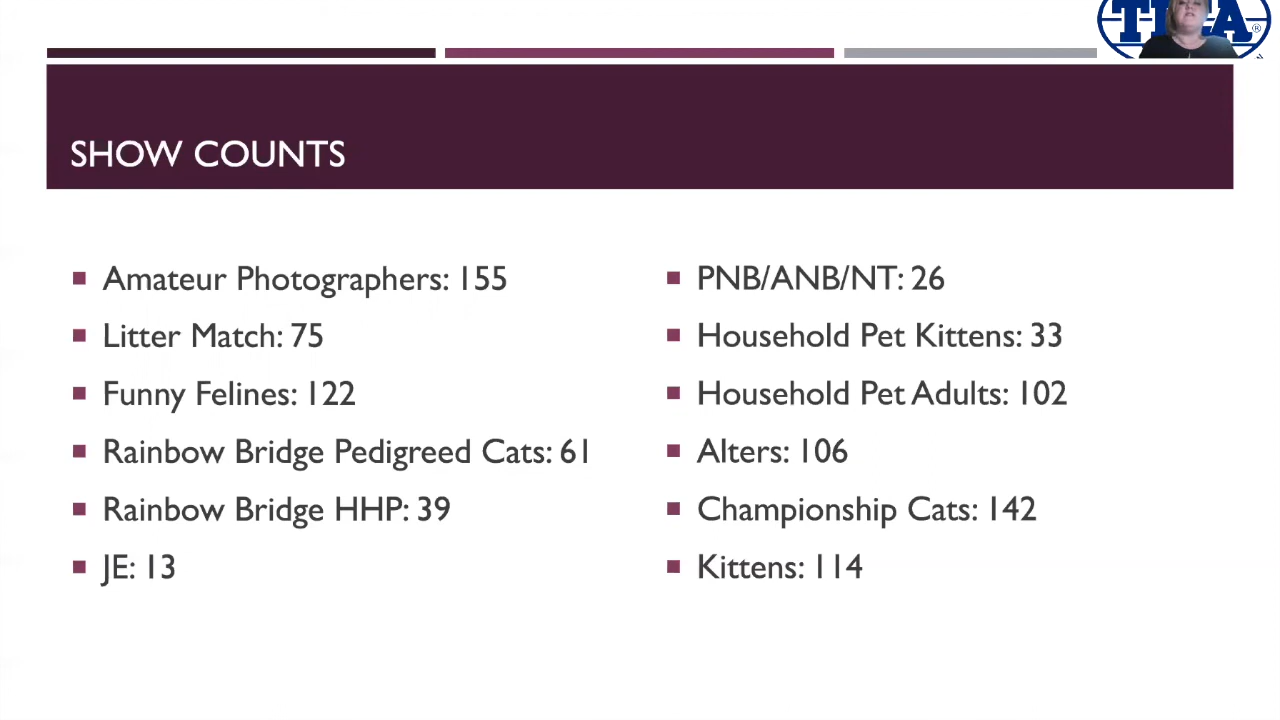 SHOW COUNTS
Amateur Photographers: 155
Litter Match: 75
Funny Felines: 122
Rainbow Bridge Pedigreed Cats: 61
Rainbow Bridge HHP: 39
JE: 13
PNB/ANB/NT: 26
Household Pet Kittens: 33
Household Pet Adults: 102
Alters: 106
Championship Cats: 142
Kittens: 114